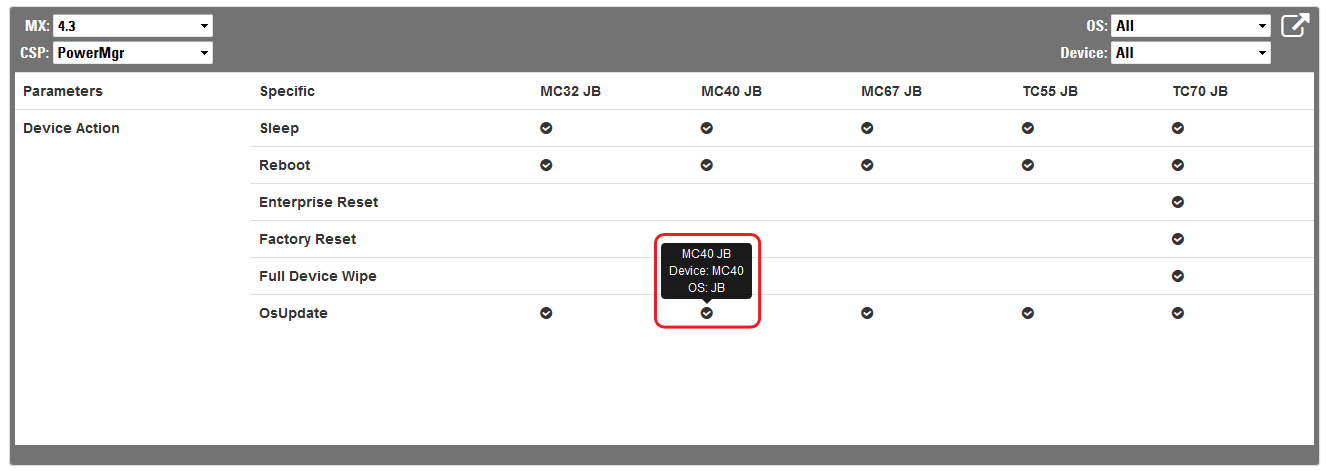 MX: 4.3 OS: All
CSP: PowerMgr Device: All
Parameters Specific MC32 JB MC40 JB MC67 JB TC55 JB TC70 JB
Device Action Sleep
Reboot
Enterprise Reset
Factory Reset
MC40 JB
Device: MC40
OS: JB
Full Device Wipe
OsUpdate